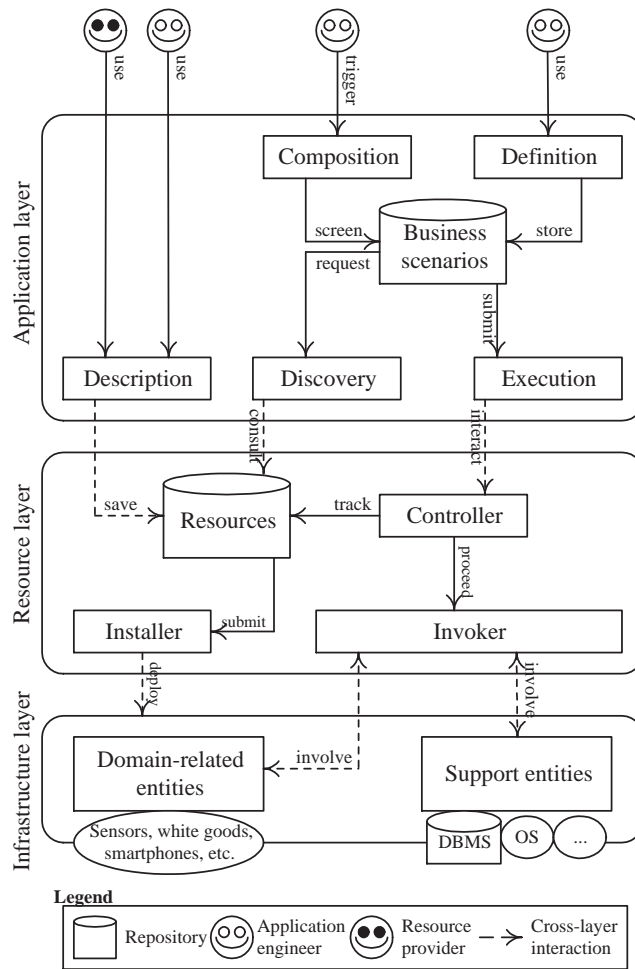 use
use
trigger
use
Application layer
Composition
Definition
screen
Business
scenarios
store
request
submit
Description
Discovery
Execution
consult
interact
Resource layer
save
Resources
track
Controller
proceed
Installer
submit
Invoker
deploy
involve
Infrastructure layer
Domain-related
entities
involve
Support entities
Sensors, white goods,
smartphones, etc.
DBMS
OS
...
Legend
Repository
Application
engineer
Resource
provider
Cross-layer
interaction